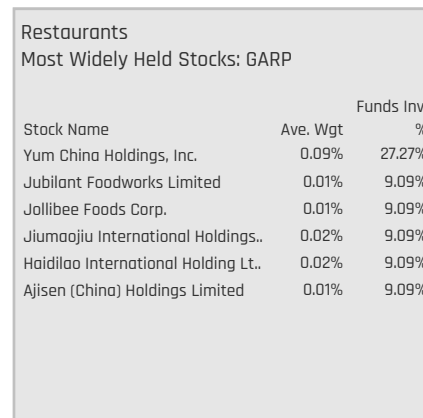 Restaurants
Most Widely Held Stocks: GARP
Funds Inv
Stock Name Ave. Wgt %
Yum China Holdings, Inc. 0.09% 27.27%
Jubilant Foodworks Limited 0.01% 9.09%
Jollibee Foods Corp. 0.01% 9.09%
Jiumaojiu International Holdings.. 0.02% 9.09%
Haidilao International Holding Lt.. 0.02% 9.09%
Ajisen (China) Holdings Limited 0.01% 9.09%